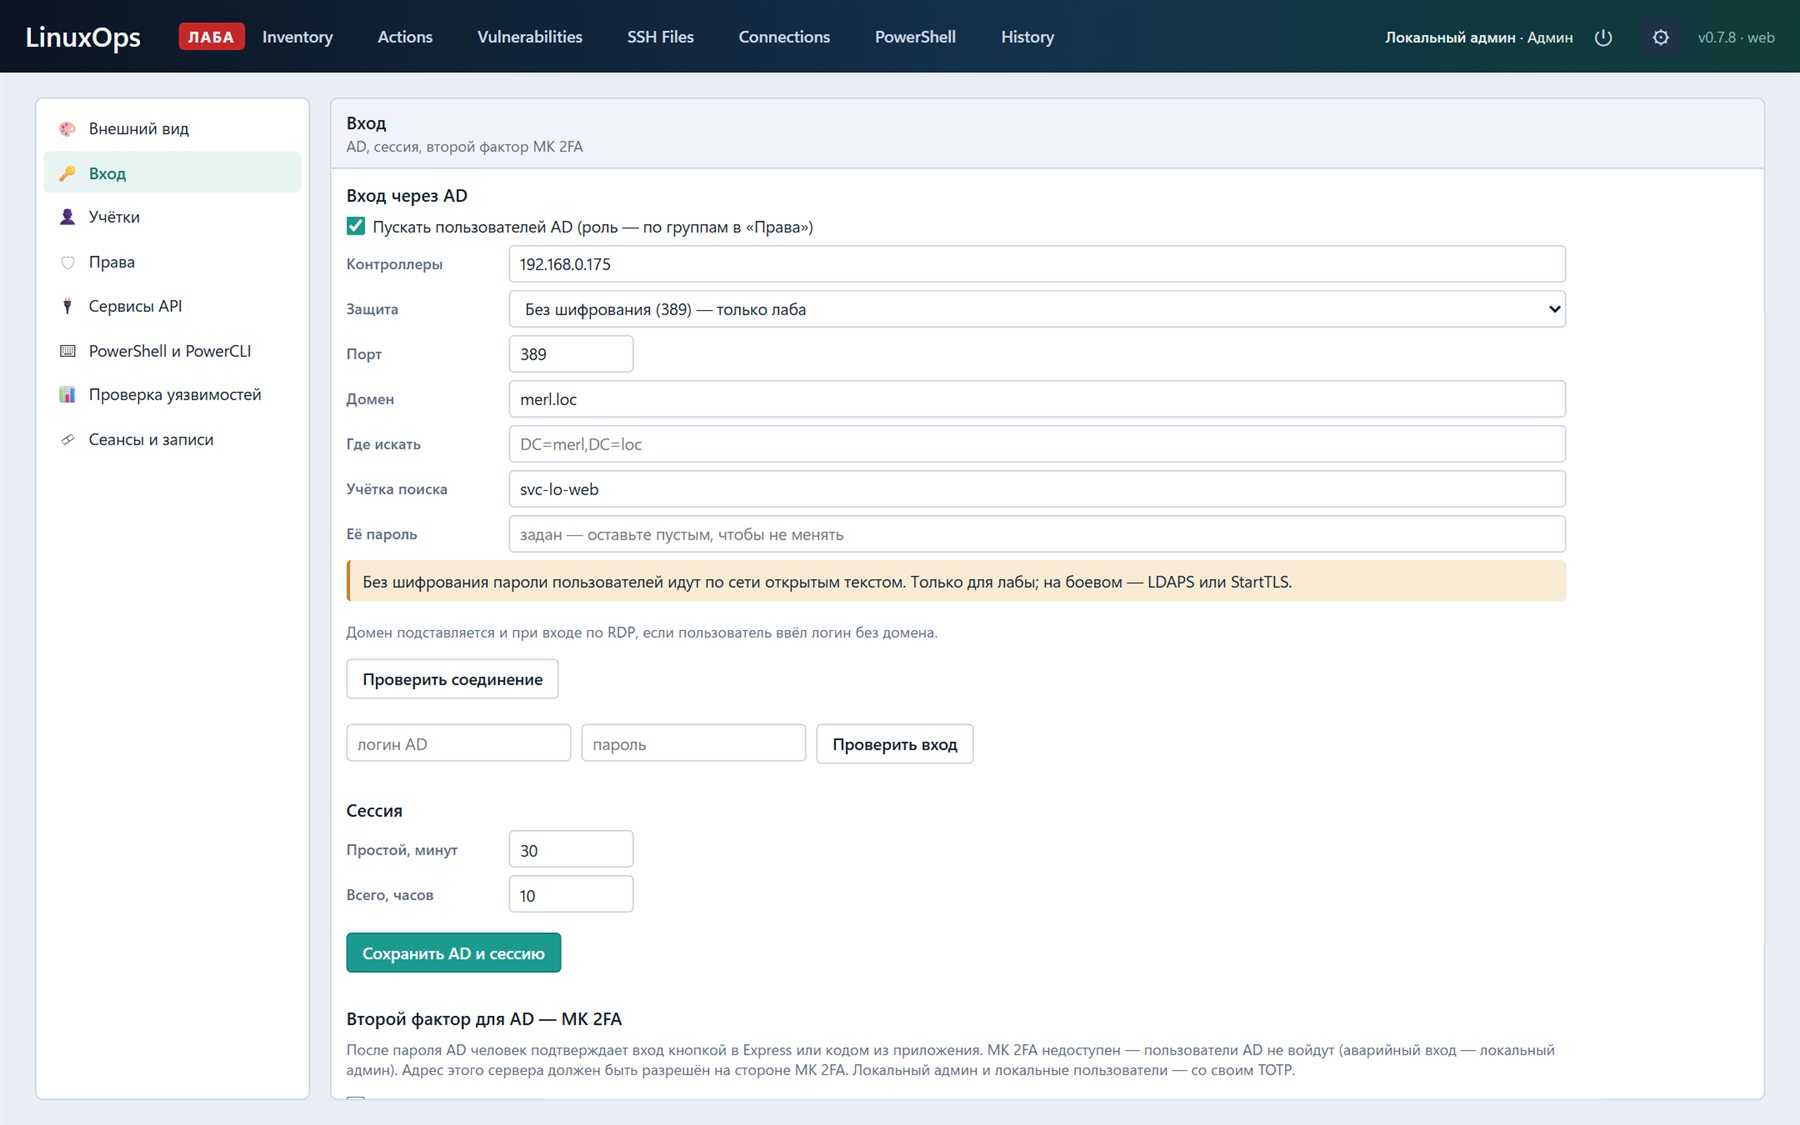 LinuxOps ЛАБА Inventory Actions Vulnerabilities SSH Files Connections PowerShell History Локальный админ · Админ v0.7.8 · web
Внешний вид
Вход
Учётки
Права
Сервисы API
PowerShell и PowerCLI
Проверка уязвимостей
Сеансы и записи
Вход
AD, сессия, второй фактор МК 2FA
Вход через AD
Пускать пользователей AD (роль — по группам в «Права»)
Контроллеры 192.168.0.175
Защита Без шифрования (389) — только лаба
Порт 389
Домен merl.loc
Где искать DC=merl,DC=loc
Учётка поиска svc-lo-web
Её пароль задан — оставьте пустым, чтобы не менять
Без шифрования пароли пользователей идут по сети открытым текстом. Только для лабы; на боевом — LDAPS или StartTLS.
Домен подставляется и при входе по RDP, если пользователь ввёл логин без домена.
Проверить соединение
логин AD пароль Проверить вход
Сессия
Простой, минут 30
Всего, часов 10
Сохранить AD и сессию
Второй фактор для AD — МК 2FA
После пароля AD человек подтверждает вход кнопкой в Express или кодом из приложения. МК 2FA недоступен — пользователи AD не войдут (аварийный вход — локальный
админ). Адрес этого сервера должен быть разрешён на стороне МК 2FA. Локальный админ и локальные пользователи — со своим TOTP.